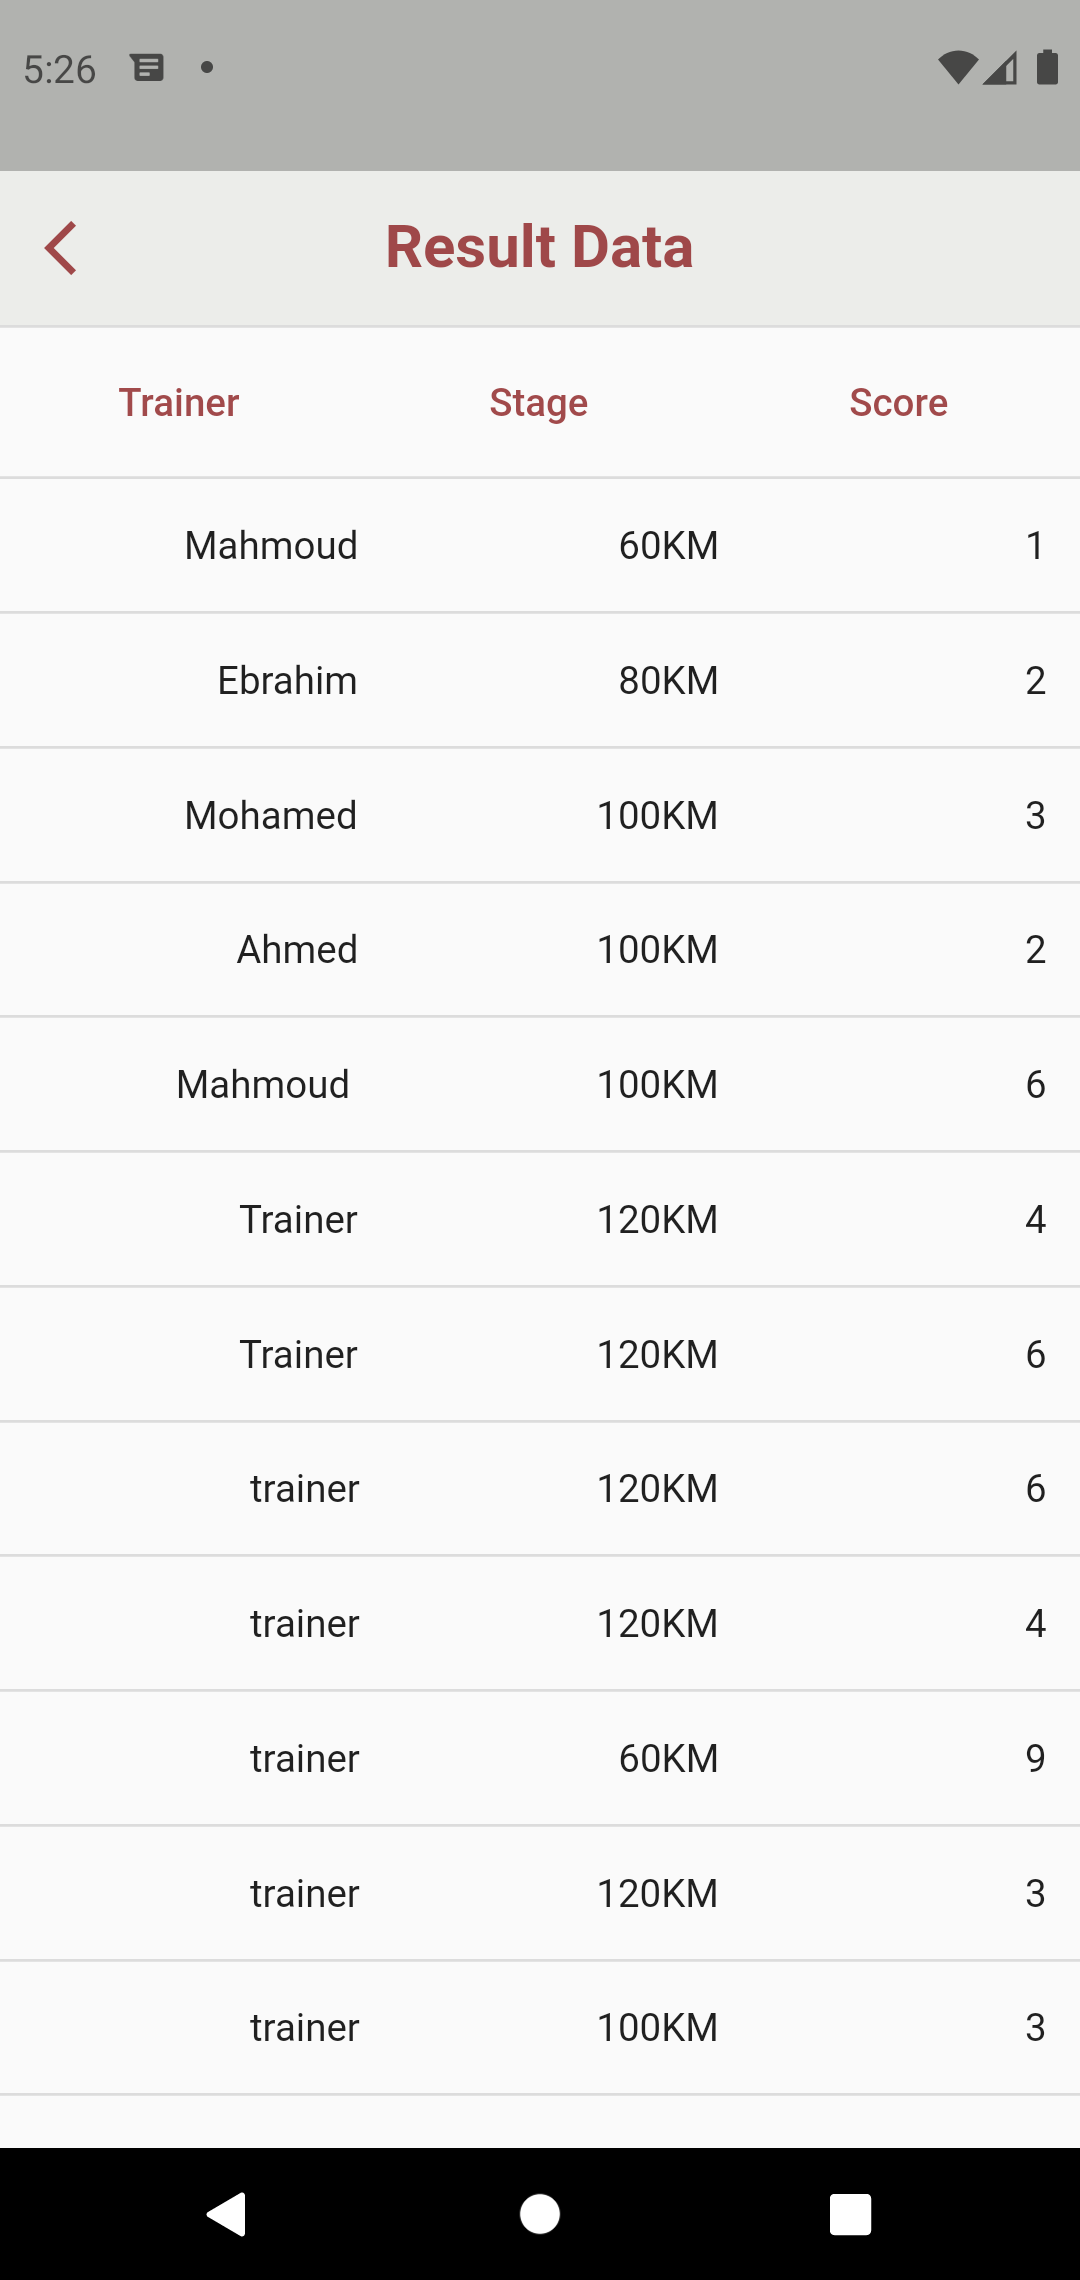 5:26
Result Data
Trainer Stage Score
Mahmoud 60KM 1
Ebrahim 80KM 2
Mohamed 100KM 3
Ahmed 100KM 2
Mahmoud 100KM 6
Trainer 120KM 4
Trainer 120KM 6
trainer 120KM 6
trainer 120KM 4
trainer 60KM 9
trainer 120KM 3
trainer 100KM 3